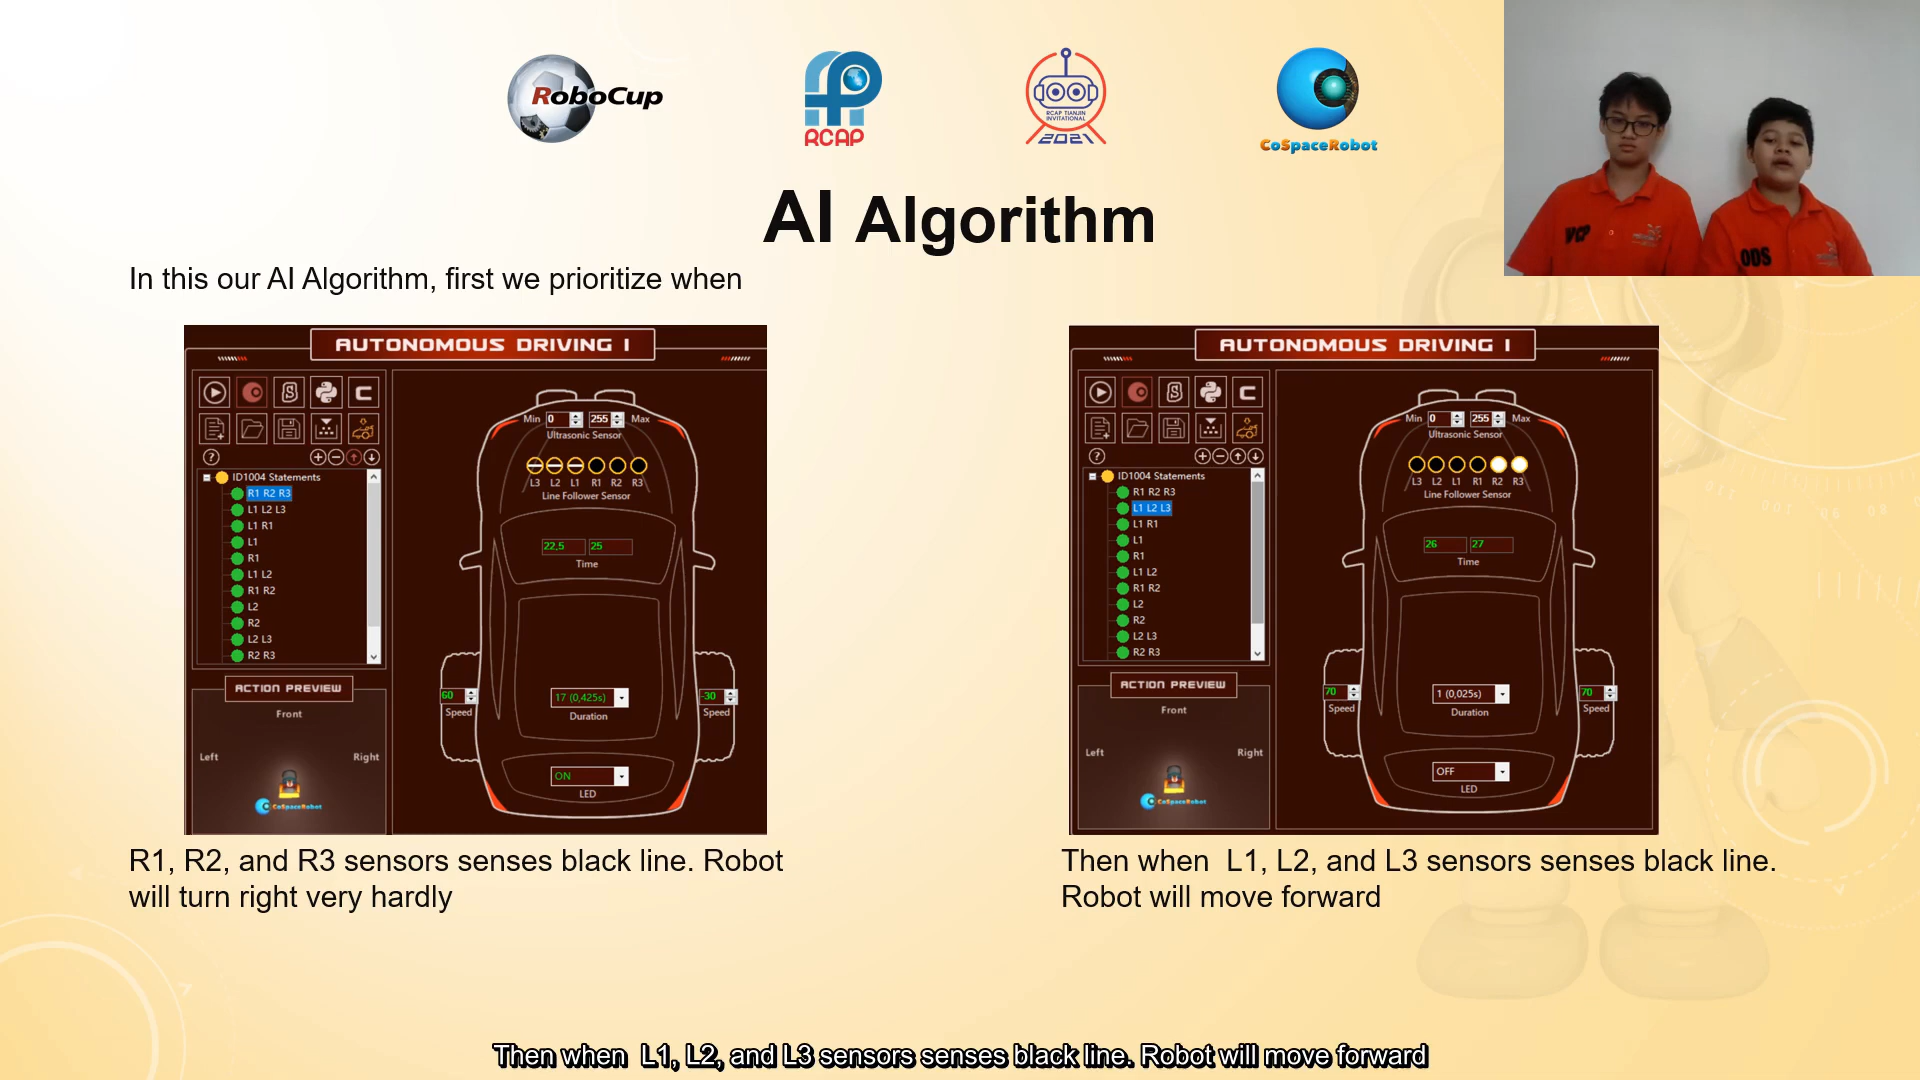 RoboCup
RCAP
RCAP TIANJIN
INVITATIONAL
2021
CoSpaceRobot
VCP
ODS
AI Algorithm
In this our AI Algorithm, first we prioritize when
AUTONOMOUS DRIVING I
Min 0 255 Max
Ultrasonic Sensor
L3 L2 L1 R1 R2 R3
Line Follower Sensor
ID1004 Statements
R1 R2 R3
L1 L2 L3
L1 R1
L1
R1
L1 L2
R1 R2
L2
R2
L2 L3
R2 R3
22,5 25
Time
60
Speed
17 (0,425s)
Duration
-30
Speed
ON
LED
ACTION PREVIEW
Front
Left Right
CoSpaceRobot
AUTONOMOUS DRIVING I
Min 0 255 Max
Ultrasonic Sensor
L3 L2 L1 R1 R2 R3
Line Follower Sensor
ID1004 Statements
R1 R2 R3
L1 L2 L3
L1 R1
L1
R1
L1 L2
R1 R2
L2
R2
L2 L3
R2 R3
26 27
Time
70
Speed
1 (0,025s)
Duration
70
Speed
OFF
LED
ACTION PREVIEW
Front
Left Right
CoSpaceRobot
R1, R2, and R3 sensors senses black line. Robot
will turn right very hardly
Then when  L1, L2, and L3 sensors senses black line.
Robot will move forward
Then when  L1, L2, and L3 sensors senses black line. Robot will move forward